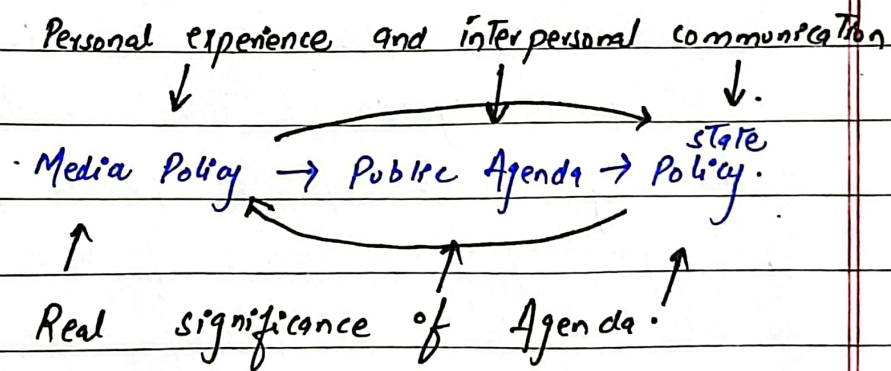 Personal experience and interpersonal communication
state
Media Policy → Public Agenda → Policy.
Real significance of Agenda.